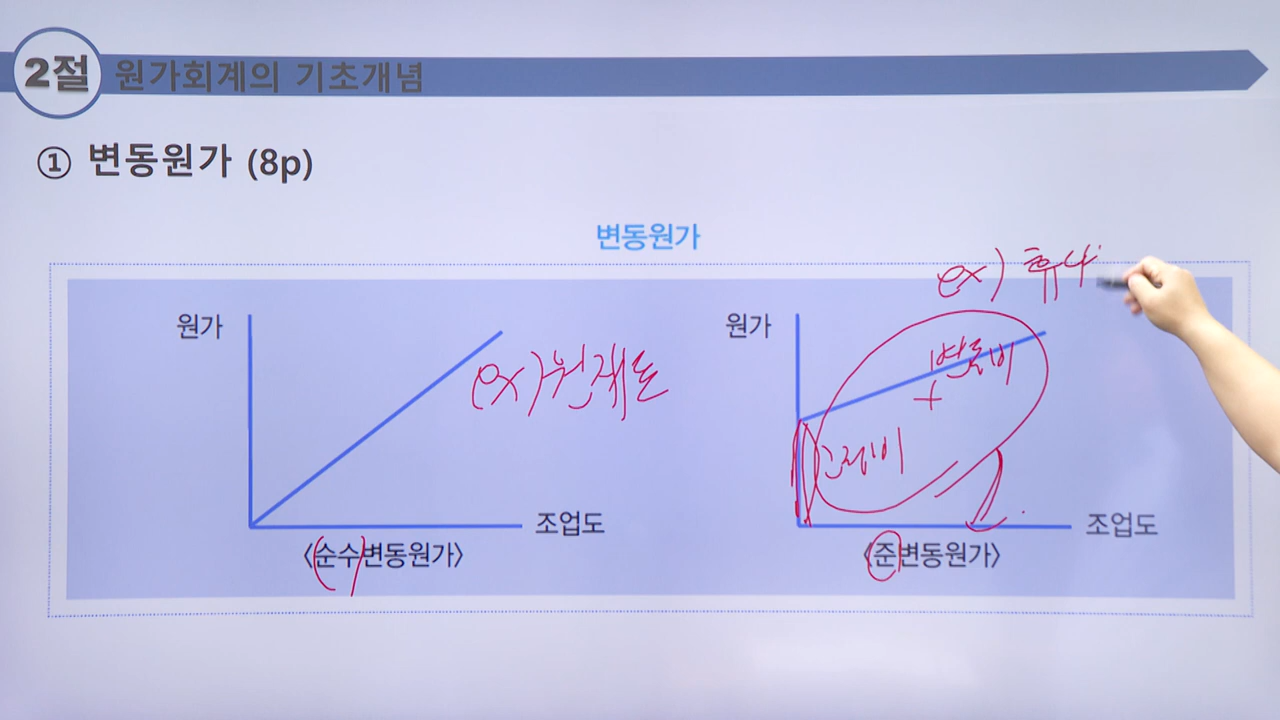 2절 원가회계의 기초개념
① 변동원가 (8p)
변동원가
원가
ex) 원재료
조업도
<순수변동원가>
ex) 휴
원가
변동비
+
고정비
조업도
<준변동원가>